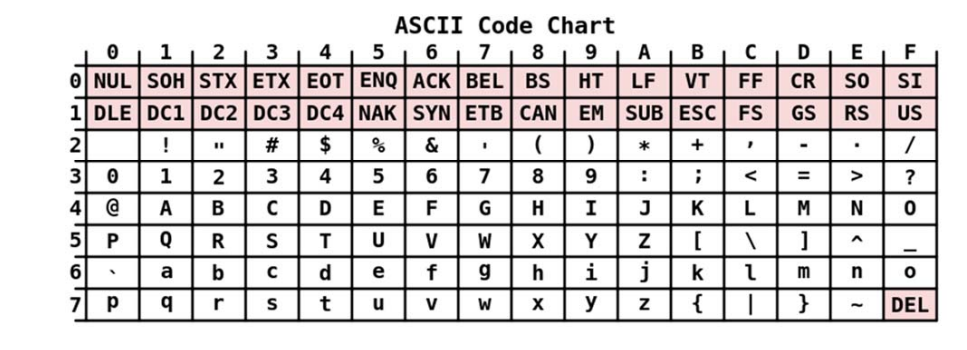 ASCII Code Chart
0 1 2 3 4 5 6 7 8 9 A B C D E F
0 NUL SOH STX ETX EOT ENQ ACK BEL BS HT LF VT FF CR SO SI
1 DLE DC1 DC2 DC3 DC4 NAK SYN ETB CAN EM SUB ESC FS GS RS US
2 ! " # $ % & ' ( ) * + , - . /
3 0 1 2 3 4 5 6 7 8 9 : ; < = > ?
4 @ A B C D E F G H I J K L M N O
5 P Q R S T U V W X Y Z [ \ ] ^ _
6 ` a b c d e f g h i j k l m n o
7 p q r s t u v w x y z { | } ~ DEL